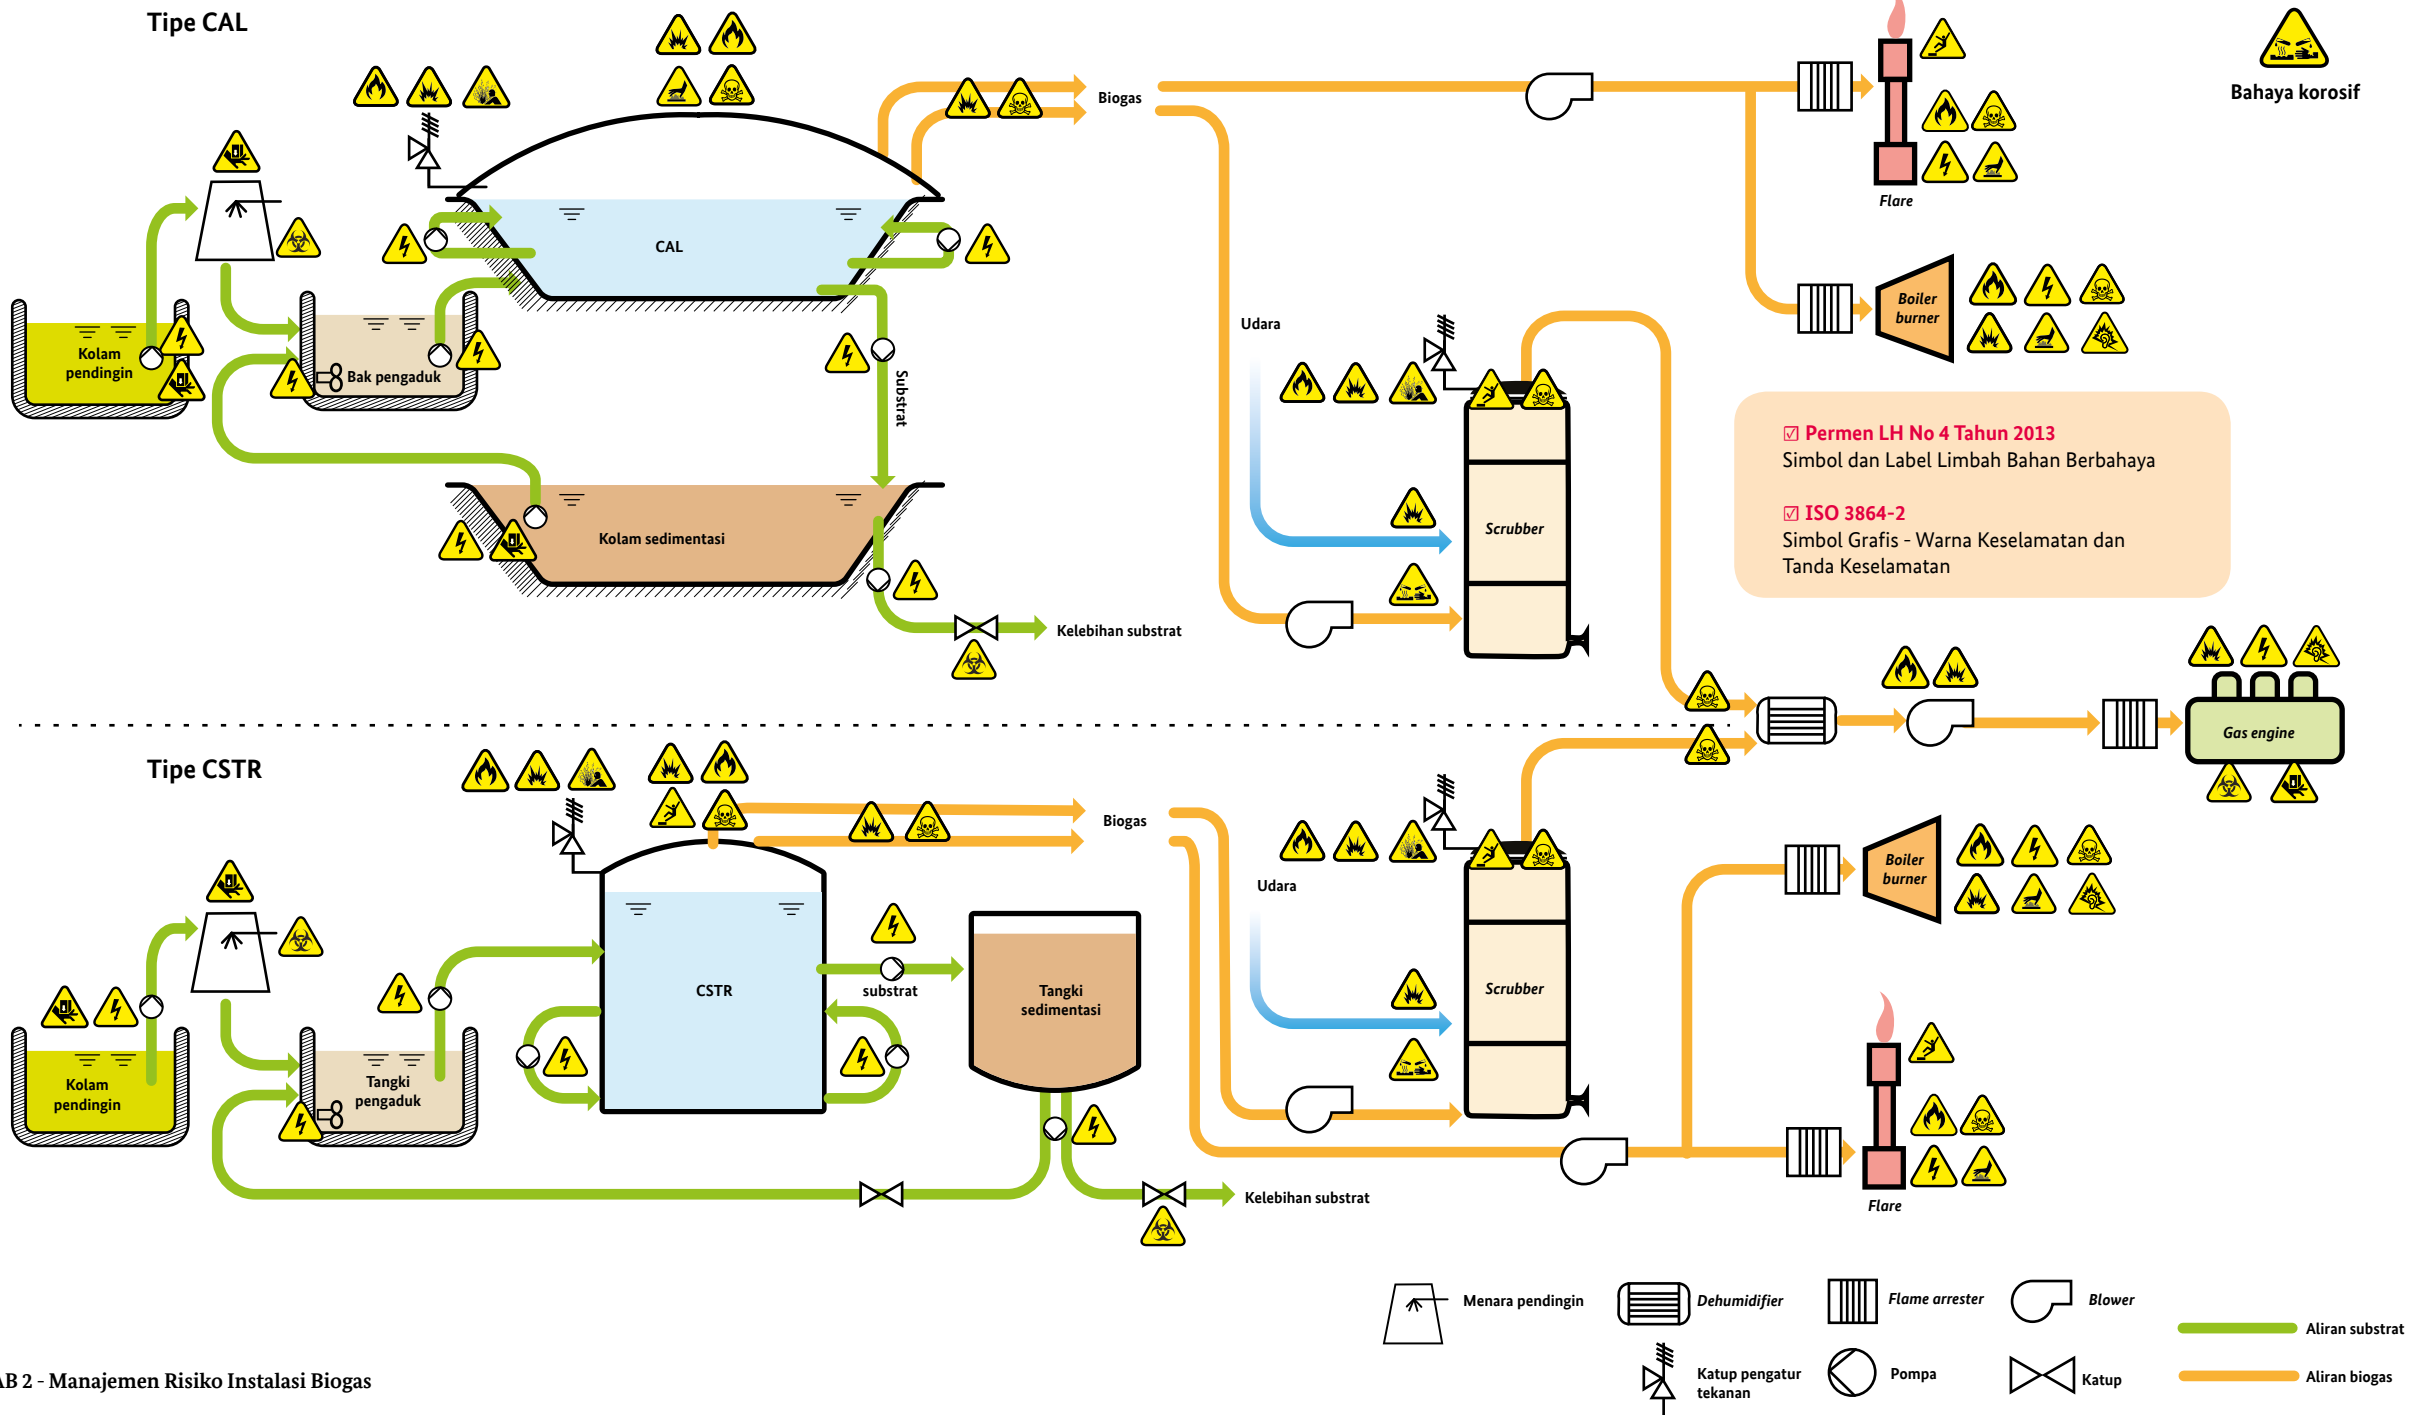 Tipe CAL
Bahaya korosif
Biogas
Flare
CAL
Boiler
burner
Udara
Kolam
pendingin
Bak pengaduk
Substrat
Permen LH No 4 Tahun 2013
Simbol dan Label Limbah Bahan Berbahaya
ISO 3864-2
Simbol Grafis - Warna Keselamatan dan
Tanda Keselamatan
Scrubber
Kolam sedimentasi
Kelebihan substrat
Gas engine
Tipe CSTR
Biogas
Boiler
burner
Udara
CSTR
substrat
Tangki
sedimentasi
Scrubber
Kolam
pendingin
Tangki
pengaduk
Kelebihan substrat
Flare
Menara pendingin
Dehumidifier
Flame arrester
Blower
Aliran substrat
Katup pengatur
tekanan
Pompa
Katup
Aliran biogas
AB 2 - Manajemen Risiko Instalasi Biogas